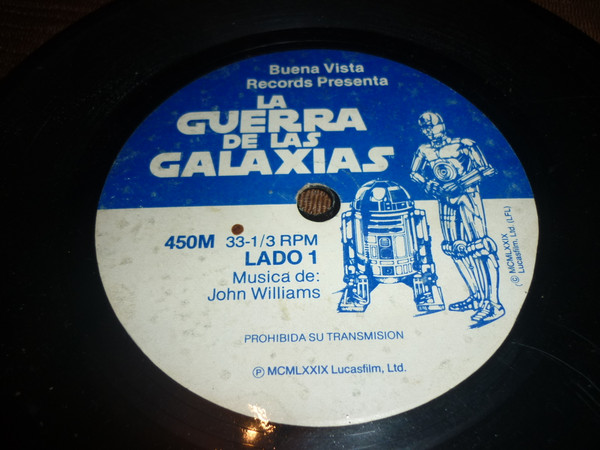 Buena Vista
Records Presenta
LA
GUERRA
DE LAS
GALAXIAS
450M 33-1/3 RPM
LADO 1
Musica de:
John Williams
© MCMLXXIX
Lucasfilm, Ltd. (LFL)
PROHIBIDA SU TRANSMISION
℗ MCMLXXIX Lucasfilm, Ltd.